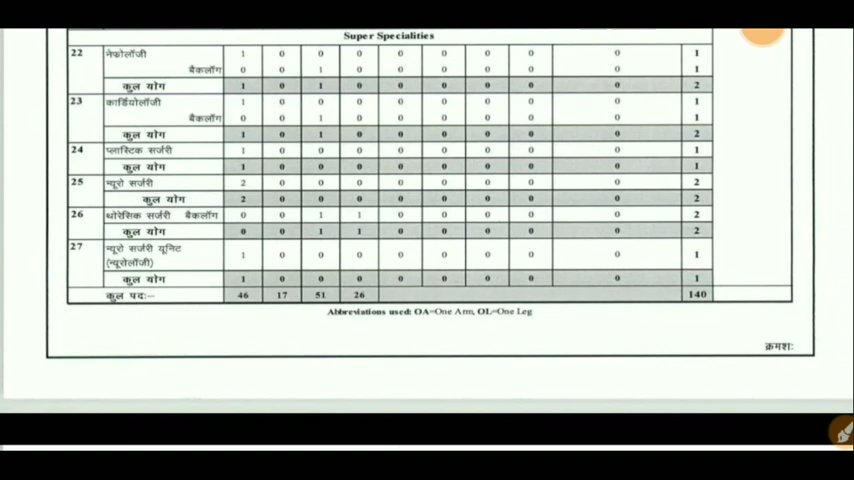 Super Specialities
22 नेफोलॉजी 1 0 0 0 0 0 0 0 0 1
बैकलॉग 0 0 1 0 0 0 0 0 0 1
कुल योग 1 0 1 0 0 0 0 0 0 2
23 कार्डियोलॉजी 1 0 0 0 0 0 0 0 0 1
बैकलॉग 0 0 1 0 0 0 0 0 0 1
कुल योग 1 0 1 0 0 0 0 0 0 2
24 प्लास्टिक सर्जरी 1 0 0 0 0 0 0 0 0 1
कुल योग 1 0 0 0 0 0 0 0 0 1
25 न्यूरो सर्जरी 2 0 0 0 0 0 0 0 0 2
कुल योग 2 0 0 0 0 0 0 0 0 2
26 थोरेसिक सर्जरी बैकलॉग 0 0 1 1 0 0 0 0 0 2
कुल योग 0 0 1 1 0 0 0 0 0 2
27 न्यूरो सर्जरी यूनिट
(न्यूरोलॉजी) 1 0 0 0 0 0 0 0 0 1
कुल योग 1 0 0 0 0 0 0 0 0 1
कुल पदः– 46 17 51 26 140
Abbreviations used: OA=One Arm, OL=One Leg
क्रमशः